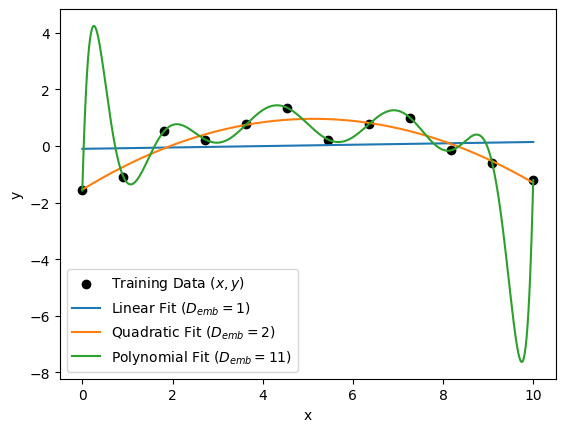 4
2
0
−2
−4
−6
−8
y
Training Data (x, y)
Linear Fit (D_emb = 1)
Quadratic Fit (D_emb = 2)
Polynomial Fit (D_emb = 11)
0 2 4 6 8 10
x